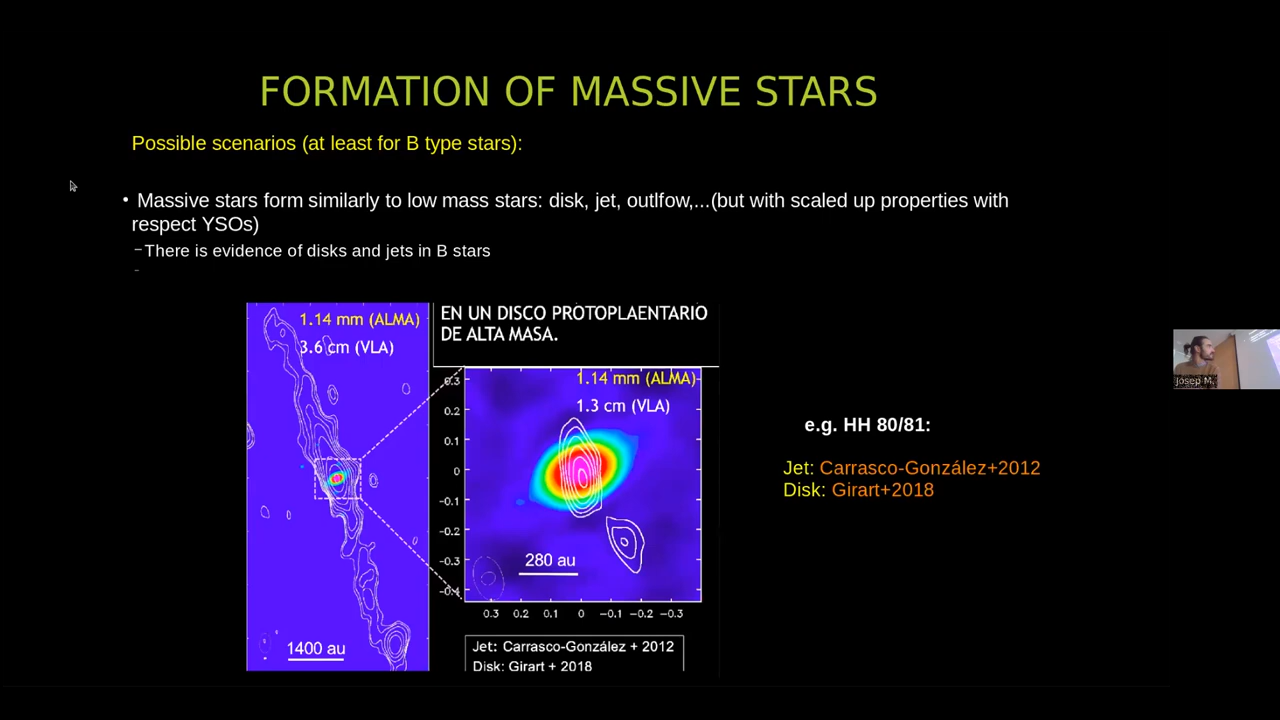 FORMATION OF MASSIVE STARS
Possible scenarios (at least for B type stars):
• Massive stars form similarly to low mass stars: disk, jet, outlfow,...(but with scaled up properties with
respect YSOs)
–There is evidence of disks and jets in B stars
–
1.14 mm (ALMA)
3.6 cm (VLA)
1400 au
EN UN DISCO PROTOPLAENTARIO
DE ALTA MASA.
1.14 mm (ALMA)
1.3 cm (VLA)
0.3
0.2
0.1
0
−0.1
−0.2
−0.3
−0.4
280 au
0.3 0.2 0.1 0 −0.1 −0.2 −0.3
Jet: Carrasco-González + 2012
Disk: Girart + 2018
e.g. HH 80/81:
Jet: Carrasco-González+2012
Disk: Girart+2018
Josep M.